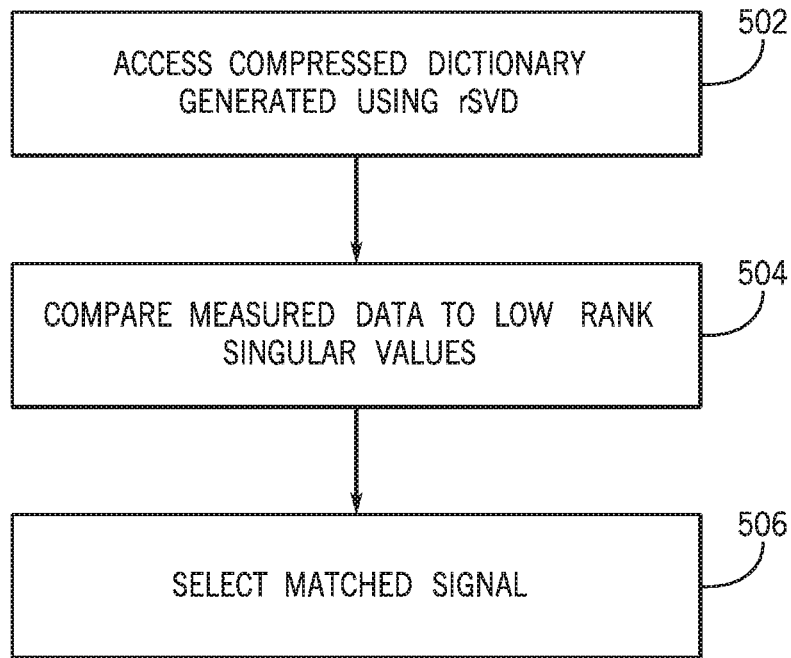 502
ACCESS COMPRESSED DICTIONARY
GENERATED USING rSVD
504
COMPARE MEASURED DATA TO LOW RANK
SINGULAR VALUES
506
SELECT MATCHED SIGNAL